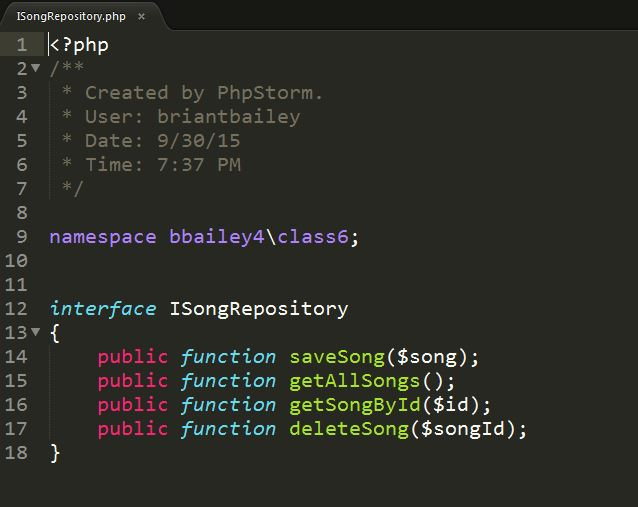 ISongRepository.php ×
1 <?php
2 /**
3  * Created by PhpStorm.
4  * User: briantbailey
5  * Date: 9/30/15
6  * Time: 7:37 PM
7  */
8
9 namespace bbailey4\class6;
10
11
12 interface ISongRepository
13 {
14     public function saveSong($song);
15     public function getAllSongs();
16     public function getSongById($id);
17     public function deleteSong($songId);
18 }